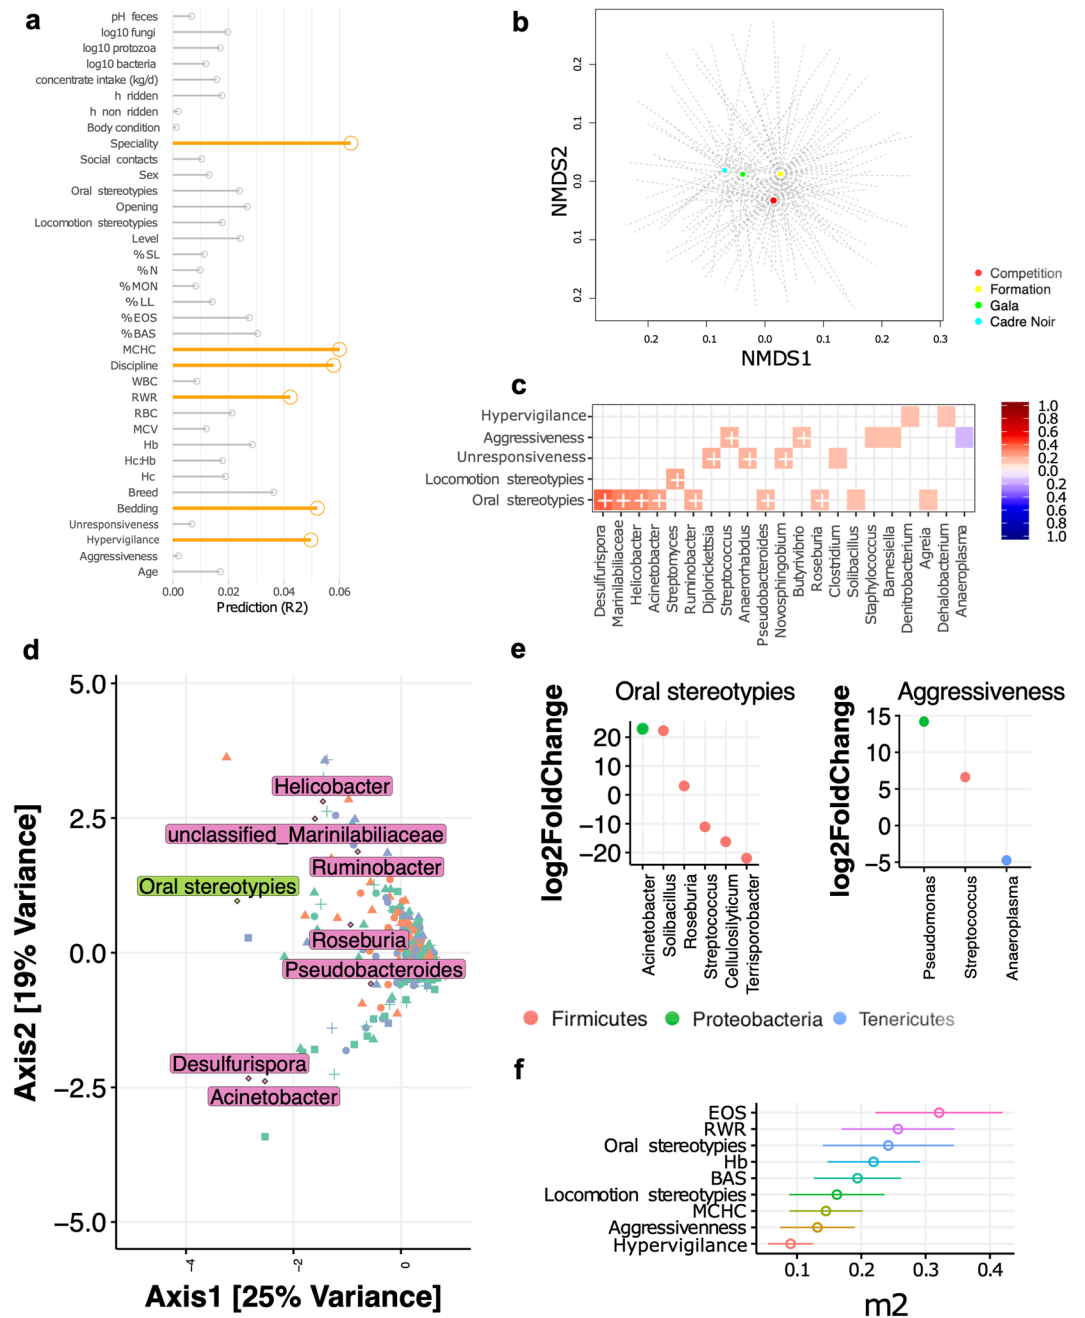 a
pH feces
log10 fungi
log10 protozoa
log10 bacteria
concentrate intake (kg/d)
h ridden
h non ridden
Body condition
Speciality
Social contacts
Sex
Oral stereotypies
Opening
Locomotion stereotypies
Level
%SL
%N
%MON
%LL
%EOS
%BAS
MCHC
Discipline
WBC
RWR
RBC
MCV
Hb
Hc:Hb
Hc
Breed
Bedding
Unresponsiveness
Hypervigilance
Aggressiveness
Age
0.00 0.02 0.04 0.06
Prediction (R2)
b
NMDS2
0.2
0.1
0.0
0.1
0.2
0.2 0.1 0.0 0.1 0.2 0.3
NMDS1
Competition
Formation
Gala
Cadre Noir
c
Hypervigilance
Aggressiveness
Unresponsiveness
Locomotion stereotypies
Oral stereotypies
Desulfurispora
Marinilabiliaceae
Helicobacter
Acinetobacter
Streptomyces
Ruminobacter
Diplorickettsia
Streptococcus
Anaerorhabdus
Pseudobacteroides
Novosphingobium
Butyrivibrio
Roseburia
Clostridium
Solibacillus
Staphylococcus
Barnesiella
Denitrobacterium
Agreia
Dehalobacterium
Anaeroplasma
1.0
0.8
0.6
0.4
0.2
0.0
0.2
0.4
0.6
0.8
1.0
d
Axis2 [19% Variance]
5.0
2.5
0.0
−2.5
−5.0
Helicobacter
unclassified_Marinilabiliaceae
Ruminobacter
Oral stereotypies
Roseburia
Pseudobacteroides
Desulfurispora
Acinetobacter
−4 −2 0
Axis1 [25% Variance]
e
Oral stereotypies
log2FoldChange
20
10
0
−10
−20
Acinetobacter
Solibacillus
Roseburia
Streptococcus
Cellulosilyticum
Terrisporobacter
Aggressiveness
log2FoldChange
15
10
5
0
−5
Pseudomonas
Streptococcus
Anaeroplasma
Firmicutes Proteobacteria Tenericutes
f
EOS
RWR
Oral stereotypies
Hb
BAS
Locomotion stereotypies
MCHC
Aggressivenness
Hypervigilance
0.1 0.2 0.3 0.4
m2